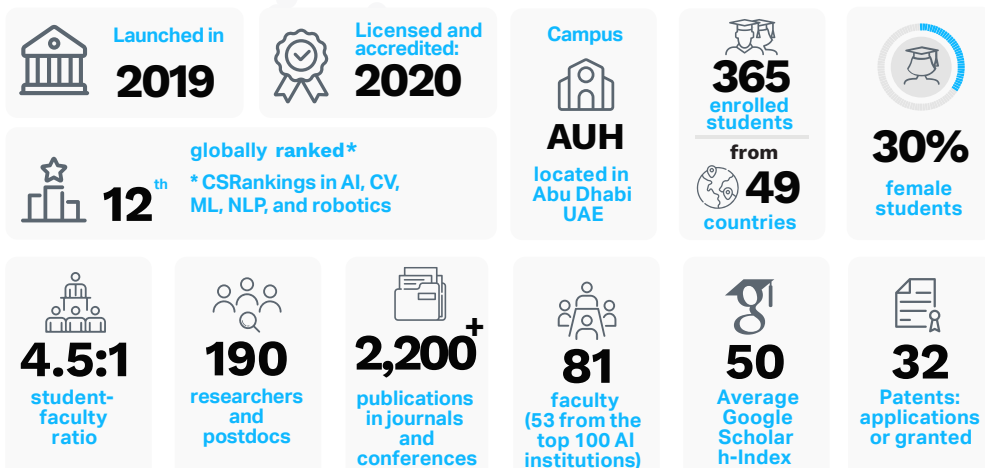 Launched in
2019
Licensed and
accredited:
2020
12th
globally ranked*
* CSRankings in AI, CV,
ML, NLP, and robotics
Campus
AUH
located in
Abu Dhabi
UAE
365
enrolled
students
from
49
countries
30%
female
students
4.5:1
student-
faculty
ratio
190
researchers
and
postdocs
2,200+
publications
in journals
and
conferences
81
faculty
(53 from the
top 100 AI
institutions)
g
50
Average
Google
Scholar
h-Index
32
Patents:
applications
or granted